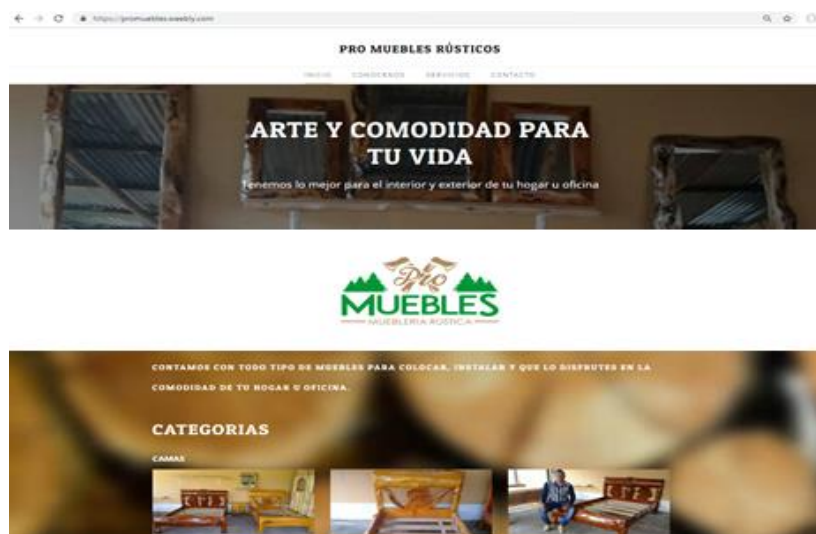 https://promuebles.weebly.com
PRO MUEBLES RÚSTICOS
INICIO CONOCENOS SERVICIOS CONTACTO
ARTE Y COMODIDAD PARA
TU VIDA
Tenemos lo mejor para el interior y exterior de tu hogar u oficina
Pro
MUEBLES
MUEBLERIA RUSTICA
CONTAMOS CON TODO TIPO DE MUEBLES PARA COLOCAR, INSTALAR Y QUE LO DISFRUTES EN LA
COMODIDAD DE TU HOGAR U OFICINA.
CATEGORIAS
CAMAS